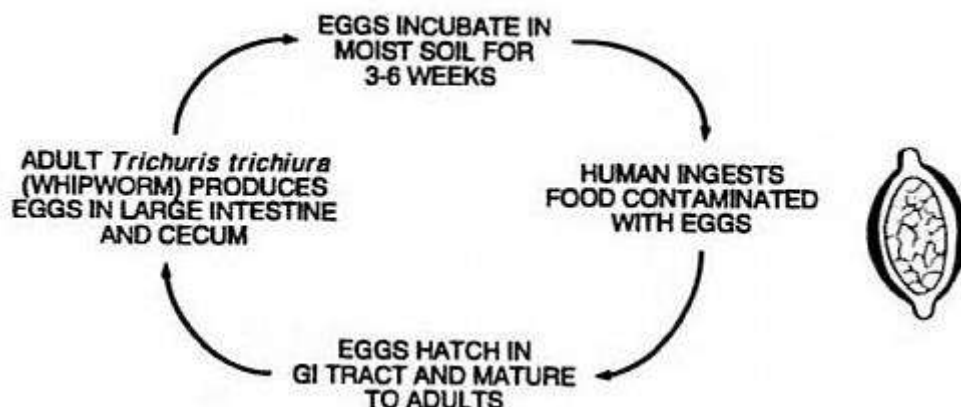 EGGS INCUBATE IN
MOIST SOIL FOR
3-6 WEEKS
HUMAN INGESTS
FOOD CONTAMINATED
WITH EGGS
EGGS HATCH IN
GI TRACT AND MATURE
TO ADULTS
ADULT Trichuris trichiura
(WHIPWORM) PRODUCES
EGGS IN LARGE INTESTINE
AND CECUM